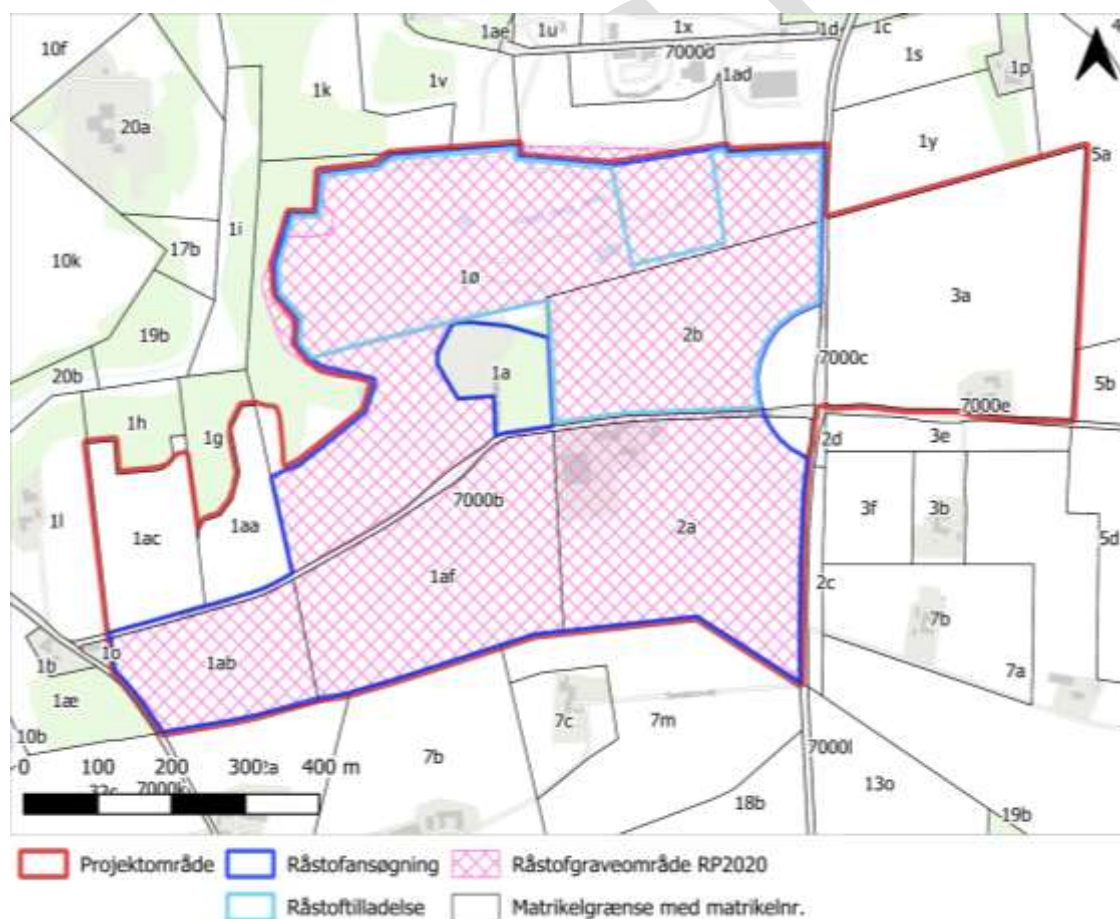 10f
1ae
1u
1x
1d
1c
7000d
1s
1k
1v
1ad
1p
20a
1y
5a
1i
17b
10k
1ø
3a
19b
2b
7000c
20b
1a
5b
7000e
1h
1g
2d
3e
7000b
1l
1aa
3f
3b
1ac
2a
5d
1af
2c
7b
1o
1ab
1b
7a
1æ
7c
7m
10b
7000l
7b
13o
0 100 200 300 400 m
18b
19b
Projektområde
Råstofansøgning
Råstofgraveområde RP2020
Råstoftilladelse
Matrikelgrænse med matrikelnr.